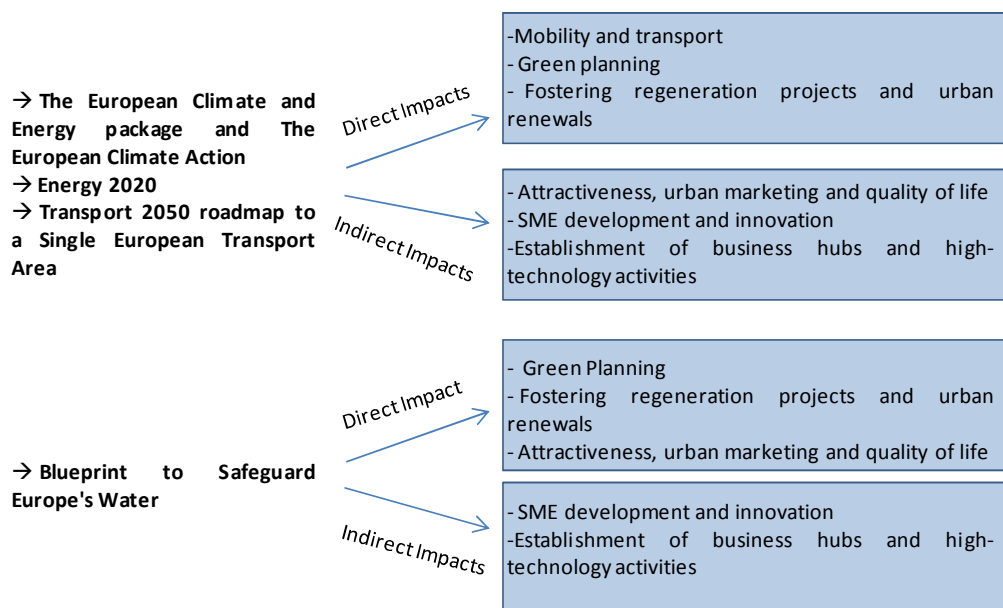 → The European Climate and
Energy package and The
European Climate Action
→ Energy 2020
→ Transport 2050 roadmap to
a Single European Transport
Area
Direct Impacts
-Mobility and transport
- Green planning
- Fostering regeneration projects and urban
renewals
Indirect Impacts
- Attractiveness, urban marketing and quality of life
- SME development and innovation
-Establishment of business hubs and high-
technology activities
→ Blueprint to Safeguard
Europe's Water
Direct Impact
- Green Planning
- Fostering regeneration projects and urban
renewals
- Attractiveness, urban marketing and quality of life
Indirect Impacts
- SME development and innovation
-Establishment of business hubs and high-
technology activities